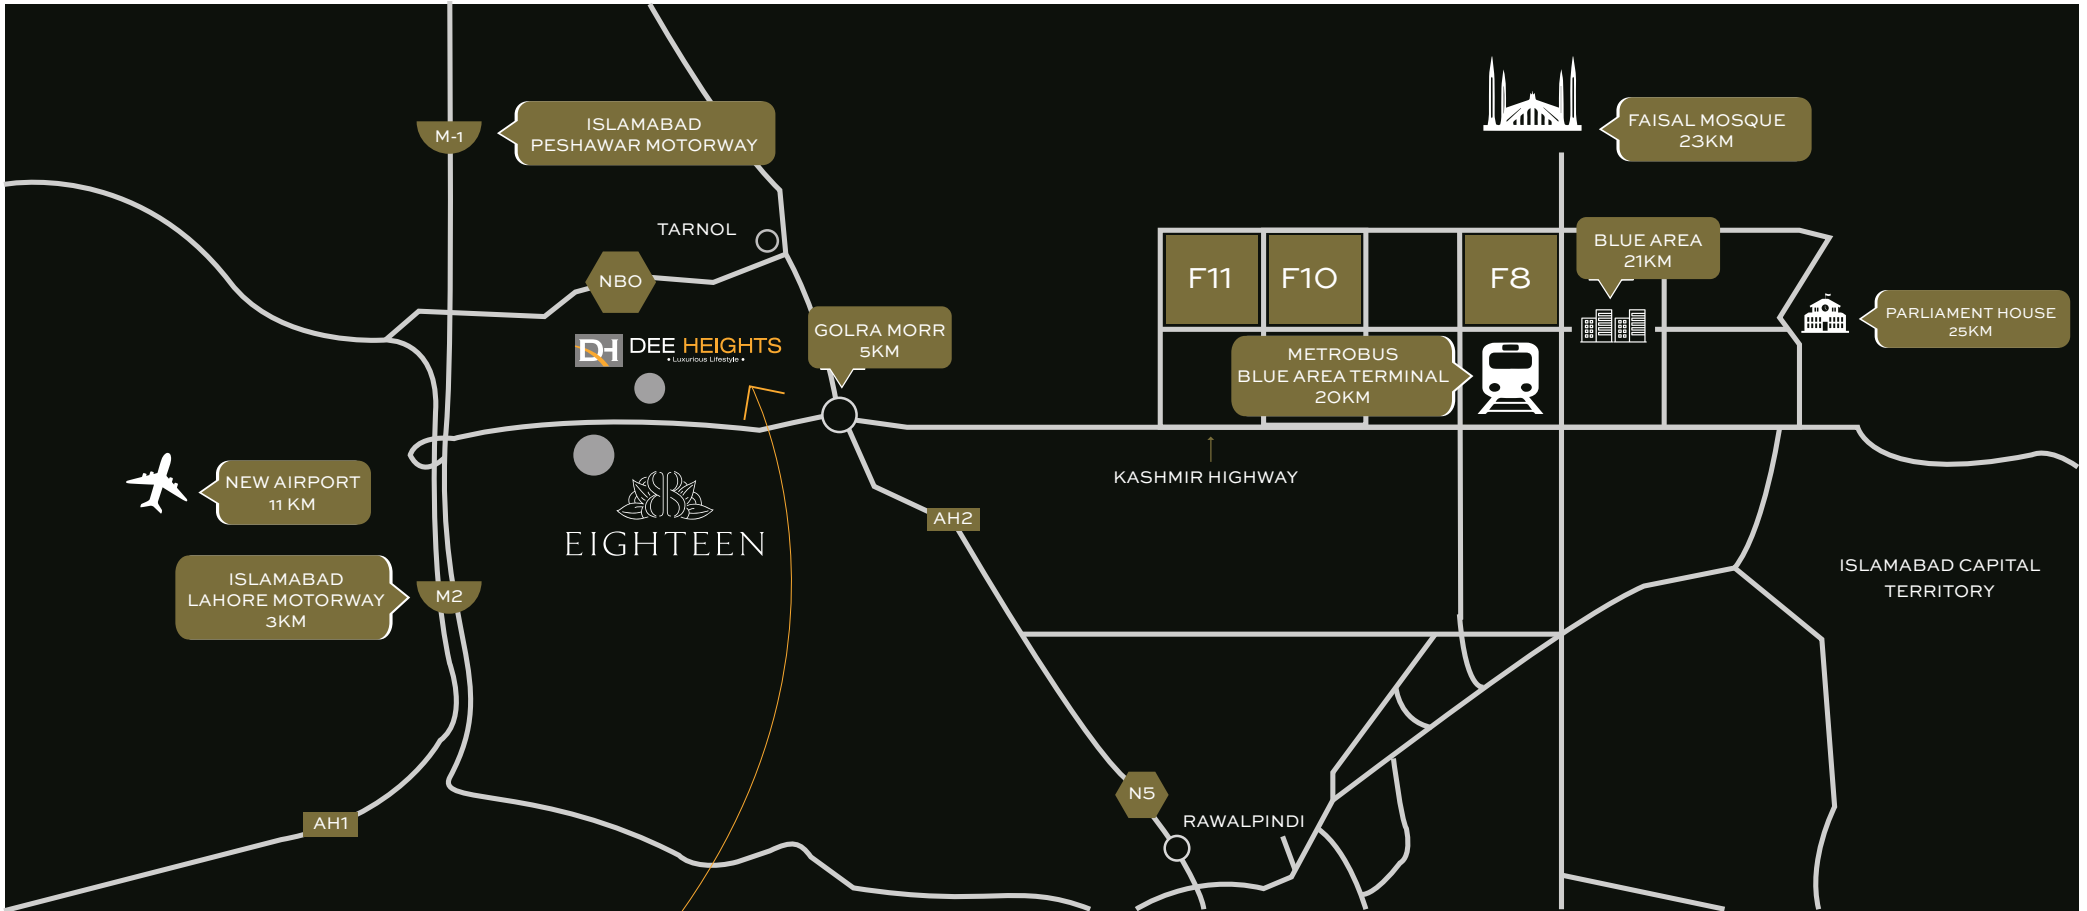 ISLAMABAD
PESHAWAR MOTORWAY
M-1
FAISAL MOSQUE
23KM
TARNOL
NBO
BLUE AREA
21KM
F11
F10
F8
DH
DEE HEIGHTS
• Luxurious Lifestyle •
GOLRA MORR
5KM
PARLIAMENT HOUSE
25KM
METROBUS
BLUE AREA TERMINAL
20KM
KASHMIR HIGHWAY
NEW AIRPORT
11 KM
EIGHTEEN
AH2
ISLAMABAD
LAHORE MOTORWAY
3KM
M2
ISLAMABAD CAPITAL
TERRITORY
N5
RAWALPINDI
AH1